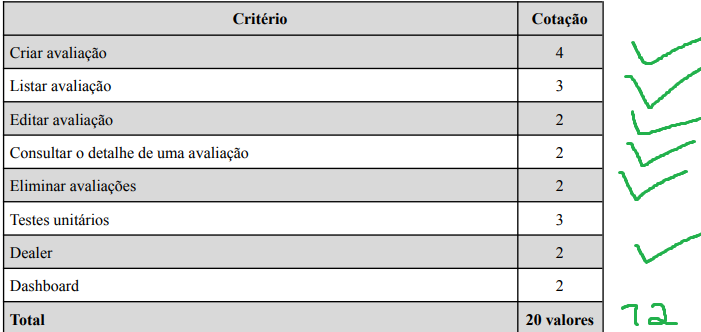 Critério Cotação
Criar avaliação 4
Listar avaliação 3
Editar avaliação 2
Consultar o detalhe de uma avaliação 2
Eliminar avaliações 2
Testes unitários 3
Dealer 2
Dashboard 2
Total 20 valores 12